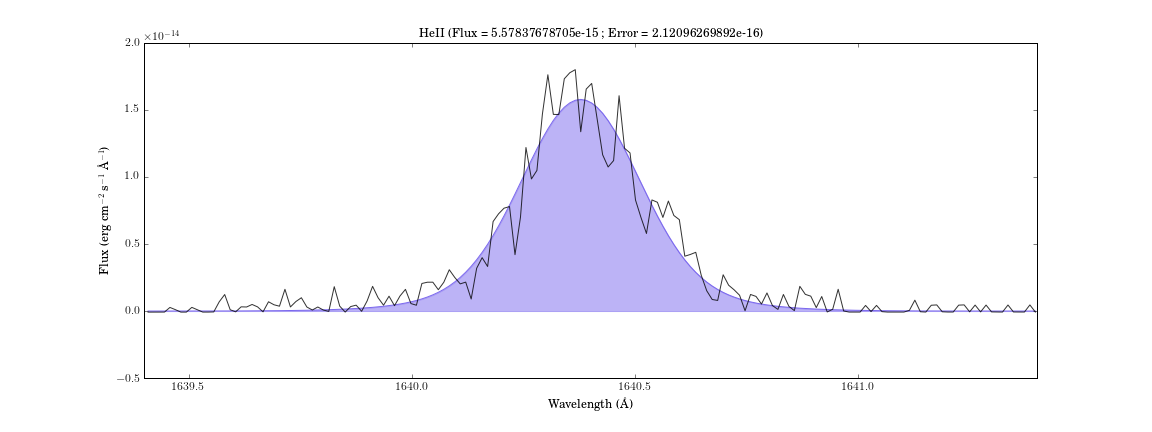 HeII (Flux = 5.57837678705e-15 ; Error = 2.12096269892e-16)
×10⁻¹⁴
2.0
1.5
1.0
0.5
0.0
−0.5
Flux (erg cm⁻² s⁻¹ Å⁻¹)
1639.5 1640.0 1640.5 1641.0
Wavelength (Å)